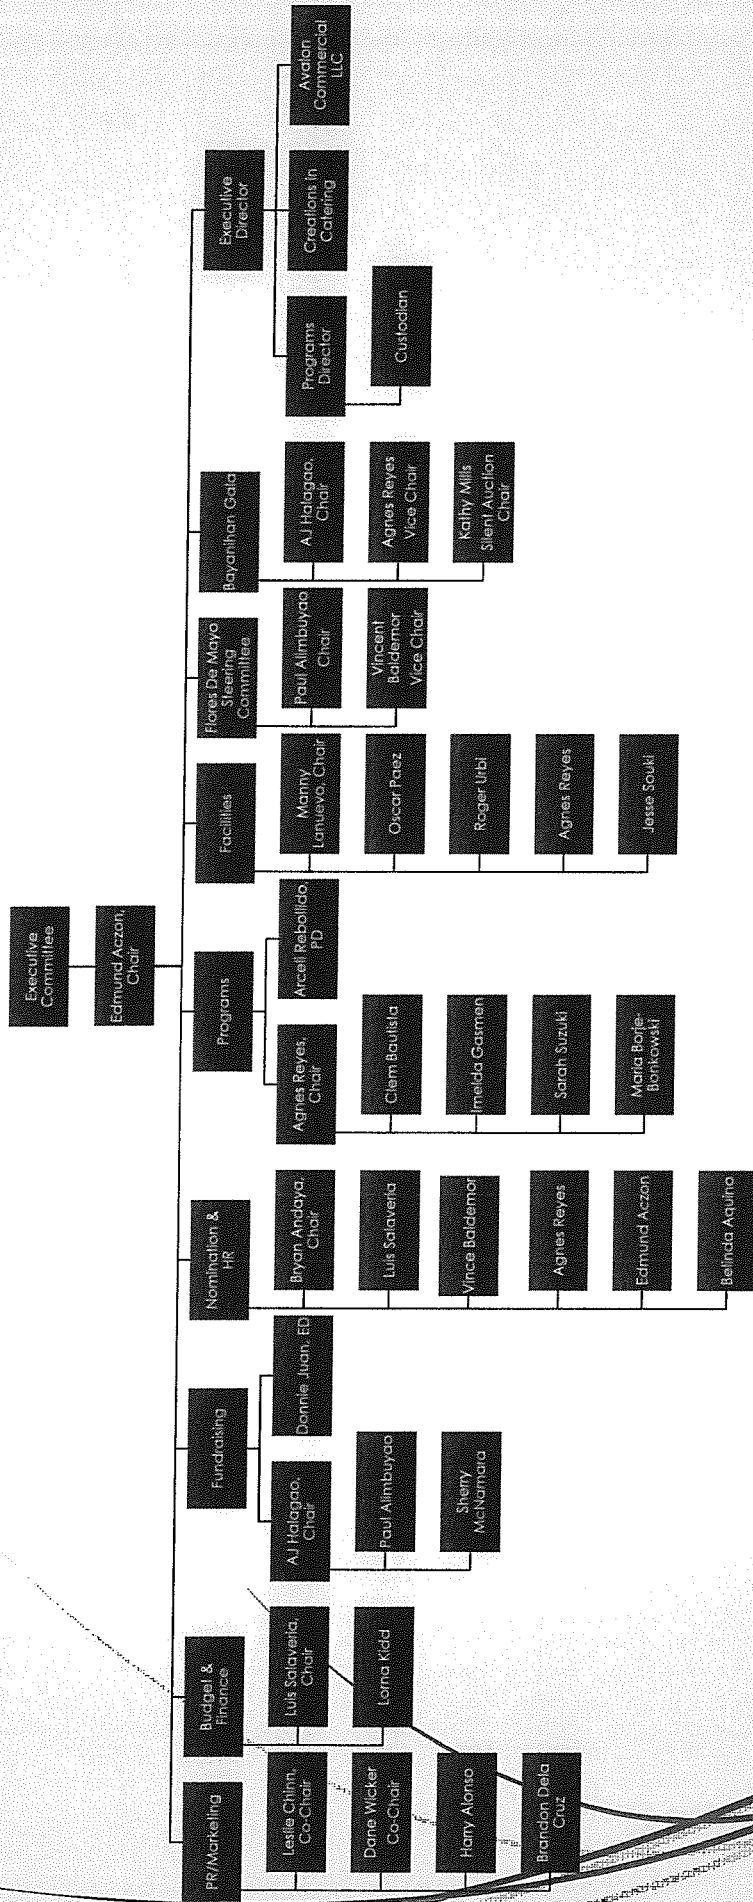 Executive
Committee
Edmund Aczon,
Chair
PR/Marketing
Leslie Chinn,
Co-Chair
Dane Wicker
Co-Chair
Harry Alonso
Brandon Dela
Cruz
Budget &
Finance
Luis Salaveria,
Chair
Lorna Kidd
Fundraising
AJ Halagao,
Chair
Paul Alimbuyao
Sherry
McNamara
Donnie Juan, ED
Nomination &
HR
Bryan Andaya,
Chair
Luis Salaveria
Vince Baldemor
Agnes Reyes
Edmund Aczon
Belinda Aquino
Programs
Agnes Reyes,
Chair
Clem Bautista
Imelda Gasmen
Sarah Suzuki
Maria Borje-
Bonkowski
Arceli Rebollido,
PD
Facilities
Manny
Lanuevo, Chair
Oscar Paez
Roger Urbi
Agnes Reyes
Jesse Souki
Flores De Mayo
Steering
Committee
Paul Alimbuyao
Chair
Vincent
Baldemor
Vice Chair
Bayanihan Gala
AJ Halagao,
Chair
Agnes Reyes
Vice Chair
Kathy Mills
Silent Auction
Chair
Executive
Director
Programs
Director
Custodian
Creations in
Catering
Avalon
Commercial
LLC